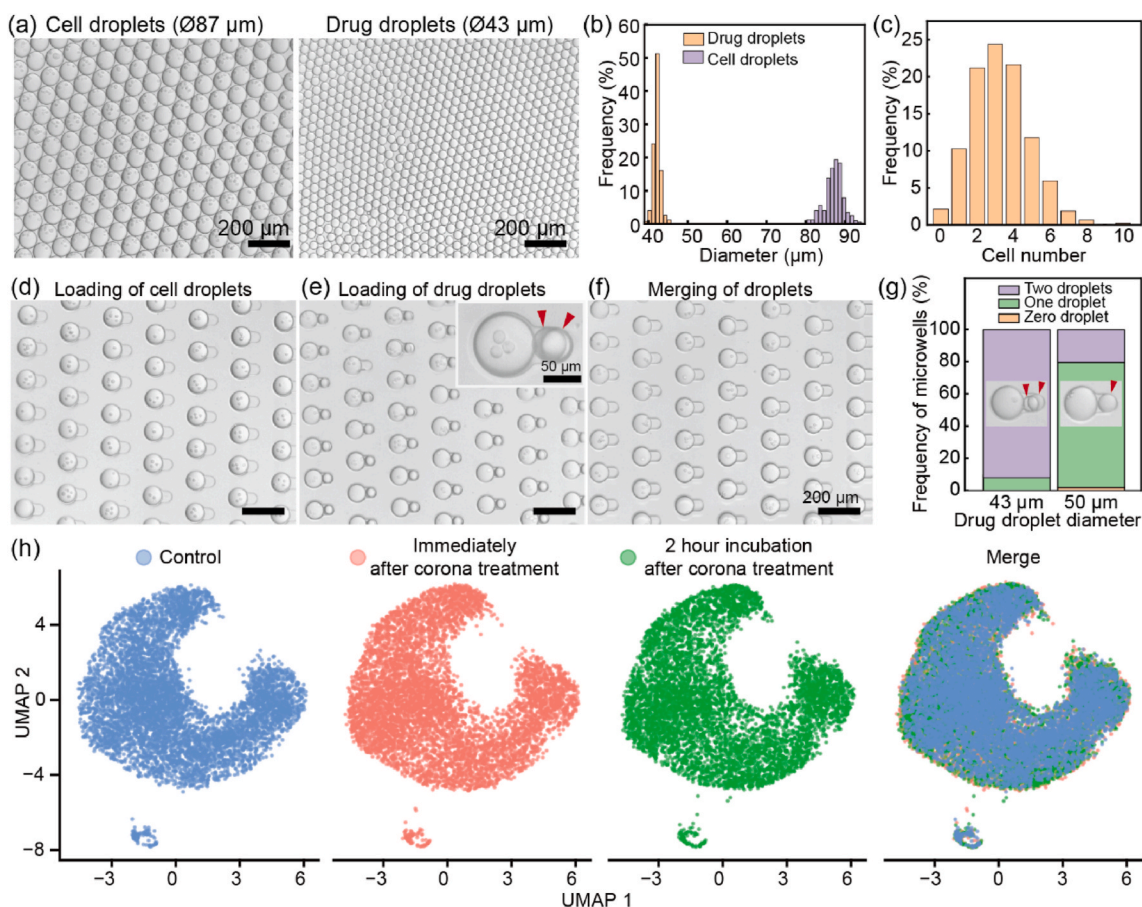 (a) Cell droplets (Ø87 µm) Drug droplets (Ø43 µm)
200 µm 200 µm
(b)
Frequency (%)
60
50
40
30
20
10
0
Drug droplets
Cell droplets
40 50 60 70 80 90
Diameter (µm)
(c)
Frequency (%)
25
20
15
10
5
0
0 2 4 6 8 10
Cell number
(d) Loading of cell droplets
(e) Loading of drug droplets
50 µm
(f) Merging of droplets
200 µm
(g)
Two droplets
One droplet
Zero droplet
Frequency of microwells (%)
100
80
60
40
20
0
43 µm 50 µm
Drug droplet diameter
(h)
Control
Immediately
after corona treatment
2 hour incubation
after corona treatment
Merge
UMAP 2
4
0
−4
−8
−3 0 3 6 −3 0 3 6 −3 0 3 6 −3 0 3 6
UMAP 1